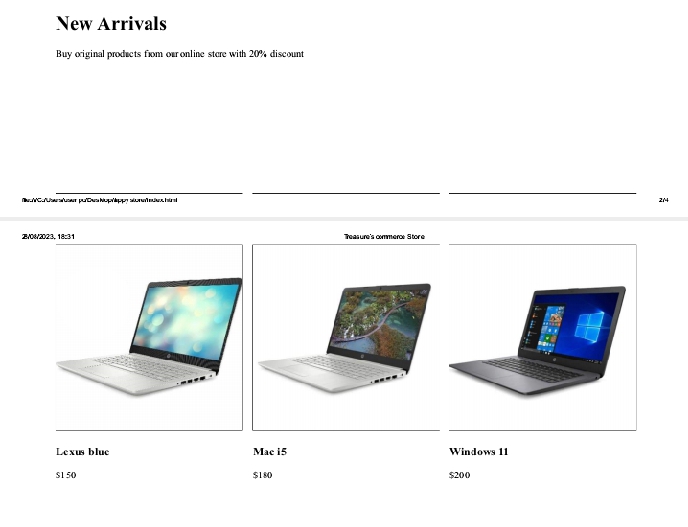 New Arrivals
Buy original products from our online store with 20% discount
file:///C:/Users/user pc/Desktop/lippy store/index.html
2/4
28/08/2023, 18:31
Treasure's commerce Store
Lexus blue
Mac i5
Windows 11
$150
$180
$200